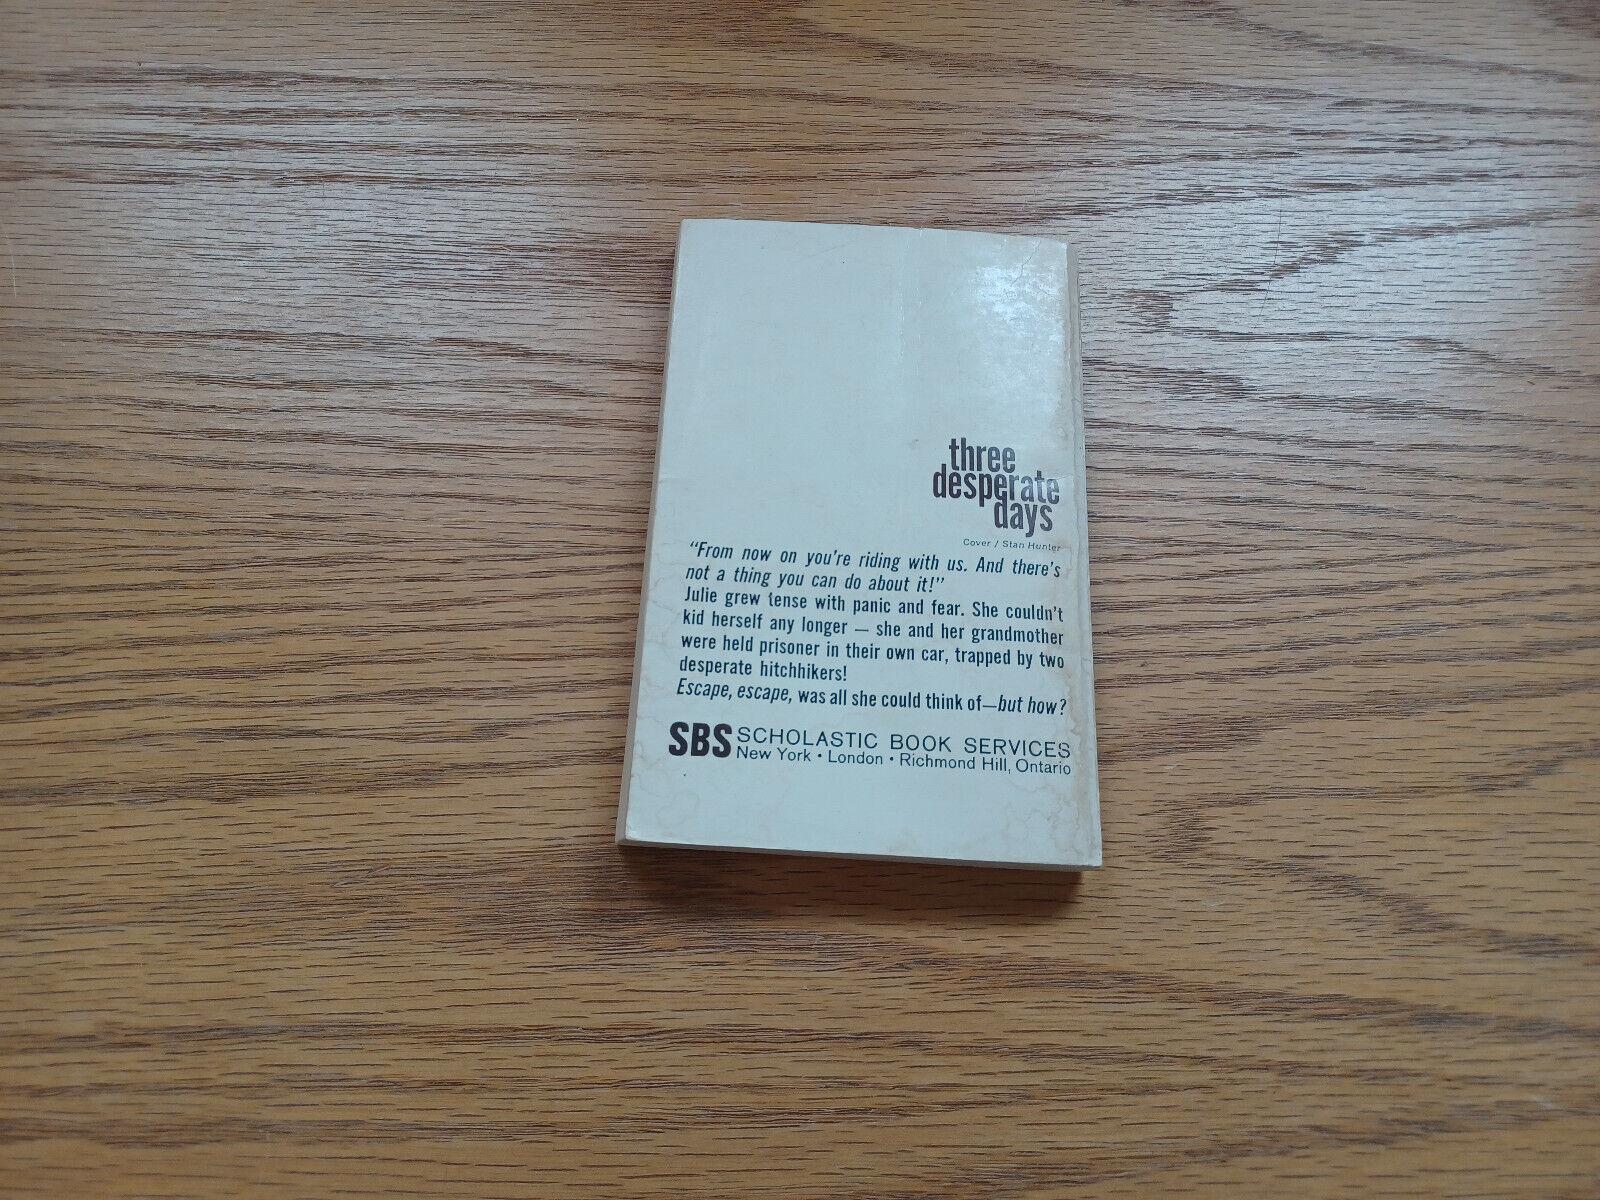 three
desperate
days
Cover / Stan Hunter
“From now on you're riding with us. And there's
not a thing you can do about it!”
Julie grew tense with panic and fear. She couldn't
kid herself any longer — she and her grandmother
were held prisoner in their own car, trapped by two
desperate hitchhikers!
Escape, escape, was all she could think of—but how?
SBS SCHOLASTIC BOOK SERVICES
New York • London • Richmond Hill, Ontario